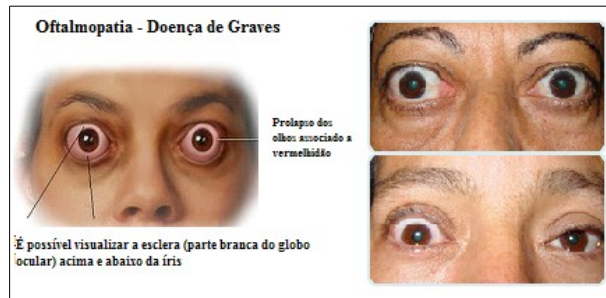 Oftalmopatia - Doença de Graves
Prolapso dos
olhos associado a
vermelhidão
É possível visualizar a esclera (parte branca do globo
ocular) acima e abaixo da íris